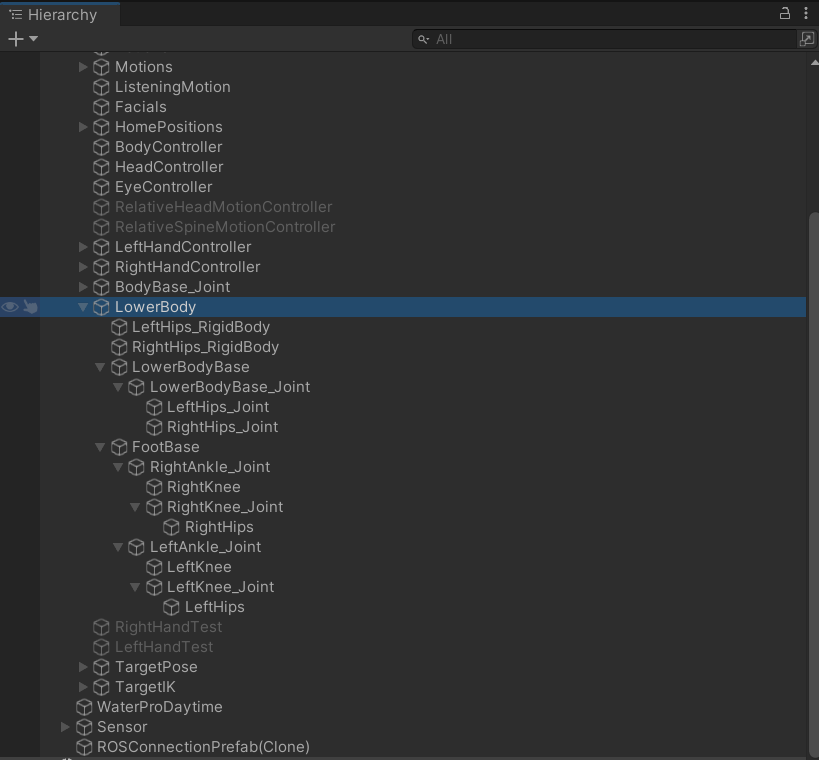 Hierarchy
All
Motions
ListeningMotion
Facials
HomePositions
BodyController
HeadController
EyeController
RelativeHeadMotionController
RelativeSpineMotionController
LeftHandController
RightHandController
BodyBase_Joint
LowerBody
LeftHips_RigidBody
RightHips_RigidBody
LowerBodyBase
LowerBodyBase_Joint
LeftHips_Joint
RightHips_Joint
FootBase
RightAnkle_Joint
RightKnee
RightKnee_Joint
RightHips
LeftAnkle_Joint
LeftKnee
LeftKnee_Joint
LeftHips
RightHandTest
LeftHandTest
TargetPose
TargetIK
WaterProDaytime
Sensor
ROSConnectionPrefab(Clone)